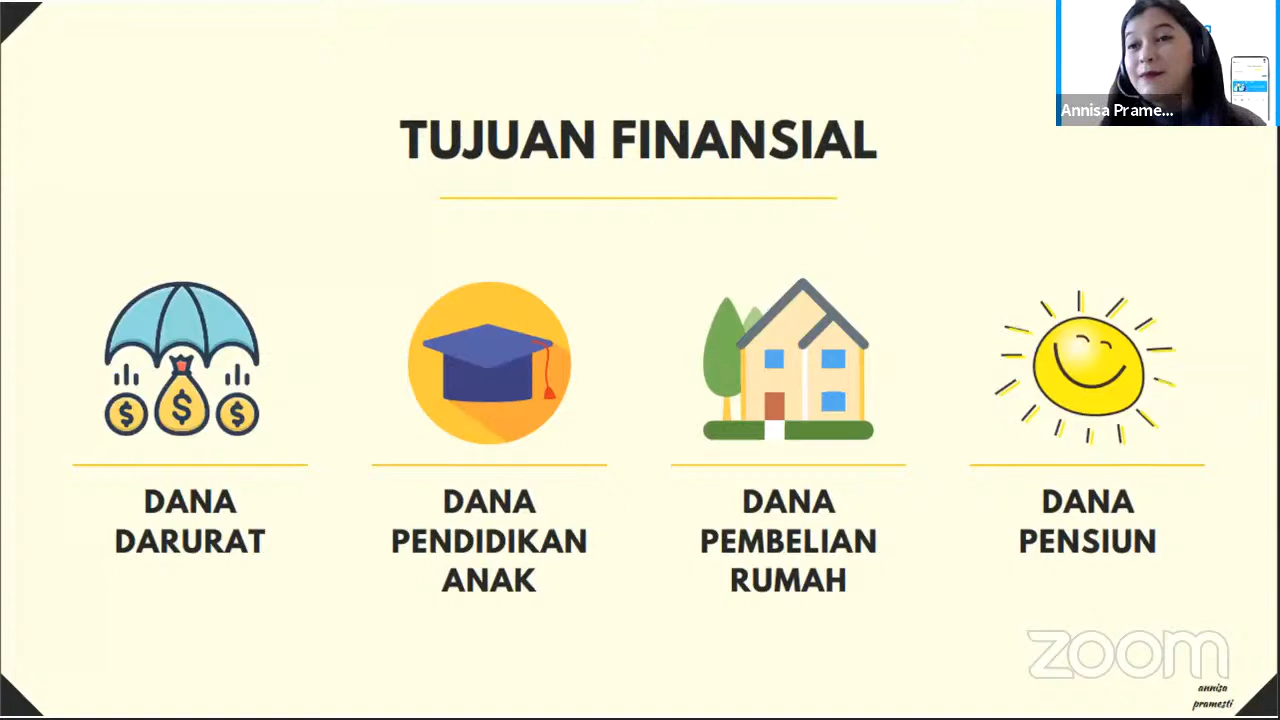 Annisa Prame...
TUJUAN FINANSIAL
DANA
DARURAT
DANA
PENDIDIKAN
ANAK
DANA
PEMBELIAN
RUMAH
DANA
PENSIUN
zoom
annisa
pramesti